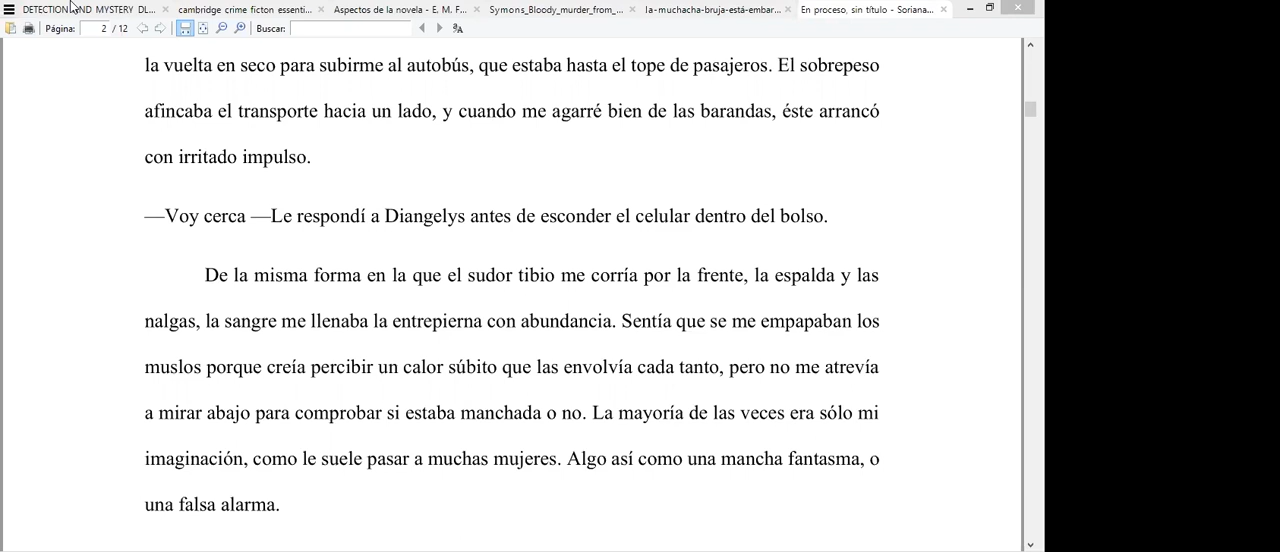 DETECTION AND MYSTERY DL... cambridge crime ficton essenti... Aspectos de la novela - E. M. F... Symons_Bloody_murder_from_... la-muchacha-bruja-está-embar... En proceso, sin título - Soriana...
Página: 2 / 12 Buscar:
la vuelta en seco para subirme al autobús, que estaba hasta el tope de pasajeros. El sobrepeso
afincaba el transporte hacia un lado, y cuando me agarré bien de las barandas, éste arrancó
con irritado impulso.
—Voy cerca —Le respondí a Diangelys antes de esconder el celular dentro del bolso.
De la misma forma en la que el sudor tibio me corría por la frente, la espalda y las
nalgas, la sangre me llenaba la entrepierna con abundancia. Sentía que se me empapaban los
muslos porque creía percibir un calor súbito que las envolvía cada tanto, pero no me atrevía
a mirar abajo para comprobar si estaba manchada o no. La mayoría de las veces era sólo mi
imaginación, como le suele pasar a muchas mujeres. Algo así como una mancha fantasma, o
una falsa alarma.